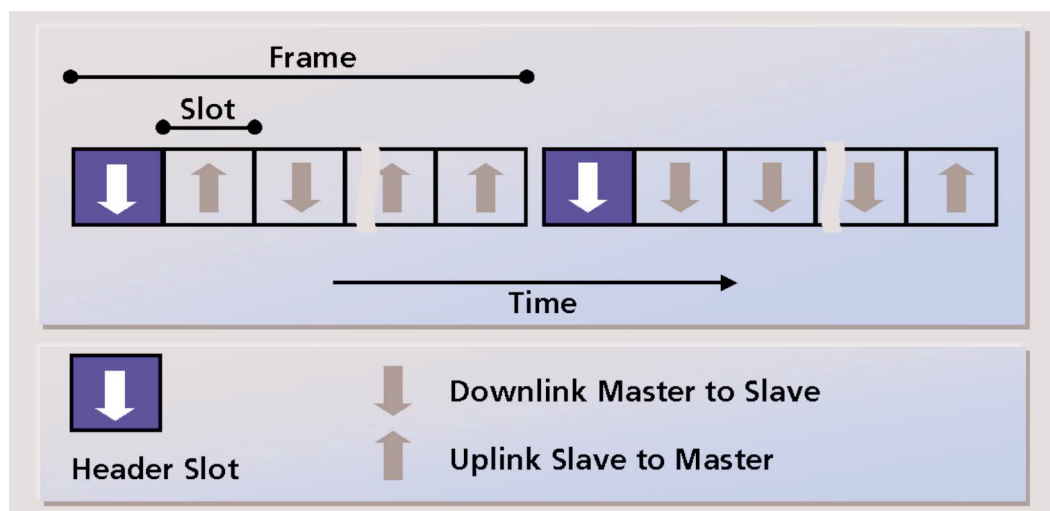 Frame
Slot
Time
Downlink Master to Slave
Uplink Slave to Master
Header Slot